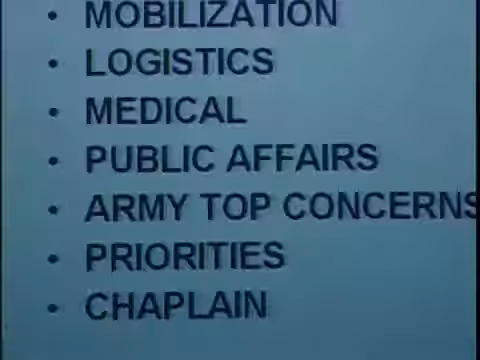 • MOBILIZATION
• LOGISTICS
• MEDICAL
• PUBLIC AFFAIRS
• ARMY TOP CONCERNS
• PRIORITIES
• CHAPLAIN